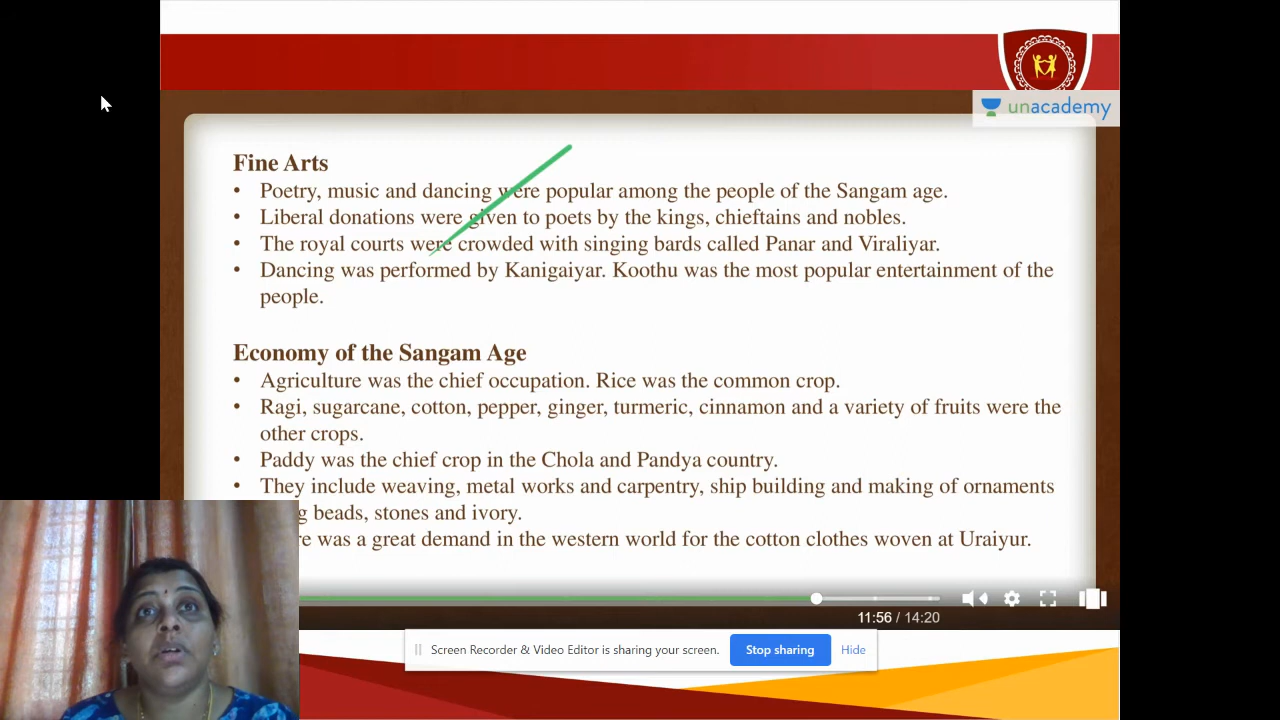 unacademy
Fine Arts
• Poetry, music and dancing were popular among the people of the Sangam age.
• Liberal donations were given to poets by the kings, chieftains and nobles.
• The royal courts were crowded with singing bards called Panar and Viraliyar.
• Dancing was performed by Kanigaiyar. Koothu was the most popular entertainment of the
people.
Economy of the Sangam Age
• Agriculture was the chief occupation. Rice was the common crop.
• Ragi, sugarcane, cotton, pepper, ginger, turmeric, cinnamon and a variety of fruits were the
other crops.
• Paddy was the chief crop in the Chola and Pandya country.
• They include weaving, metal works and carpentry, ship building and making of ornaments
beads, stones and ivory.
was a great demand in the western world for the cotton clothes woven at Uraiyur.
11:56 / 14:20
Screen Recorder & Video Editor is sharing your screen.
Stop sharing
Hide